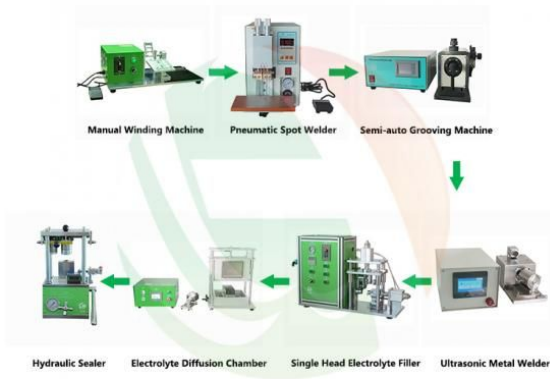 Manual Winding Machine
Pneumatic Spot Welder
Semi-auto Grooving Machine
Hydraulic Sealer
Electrolyte Diffusion Chamber
Single Head Electrolyte Filler
Ultrasonic Metal Welder